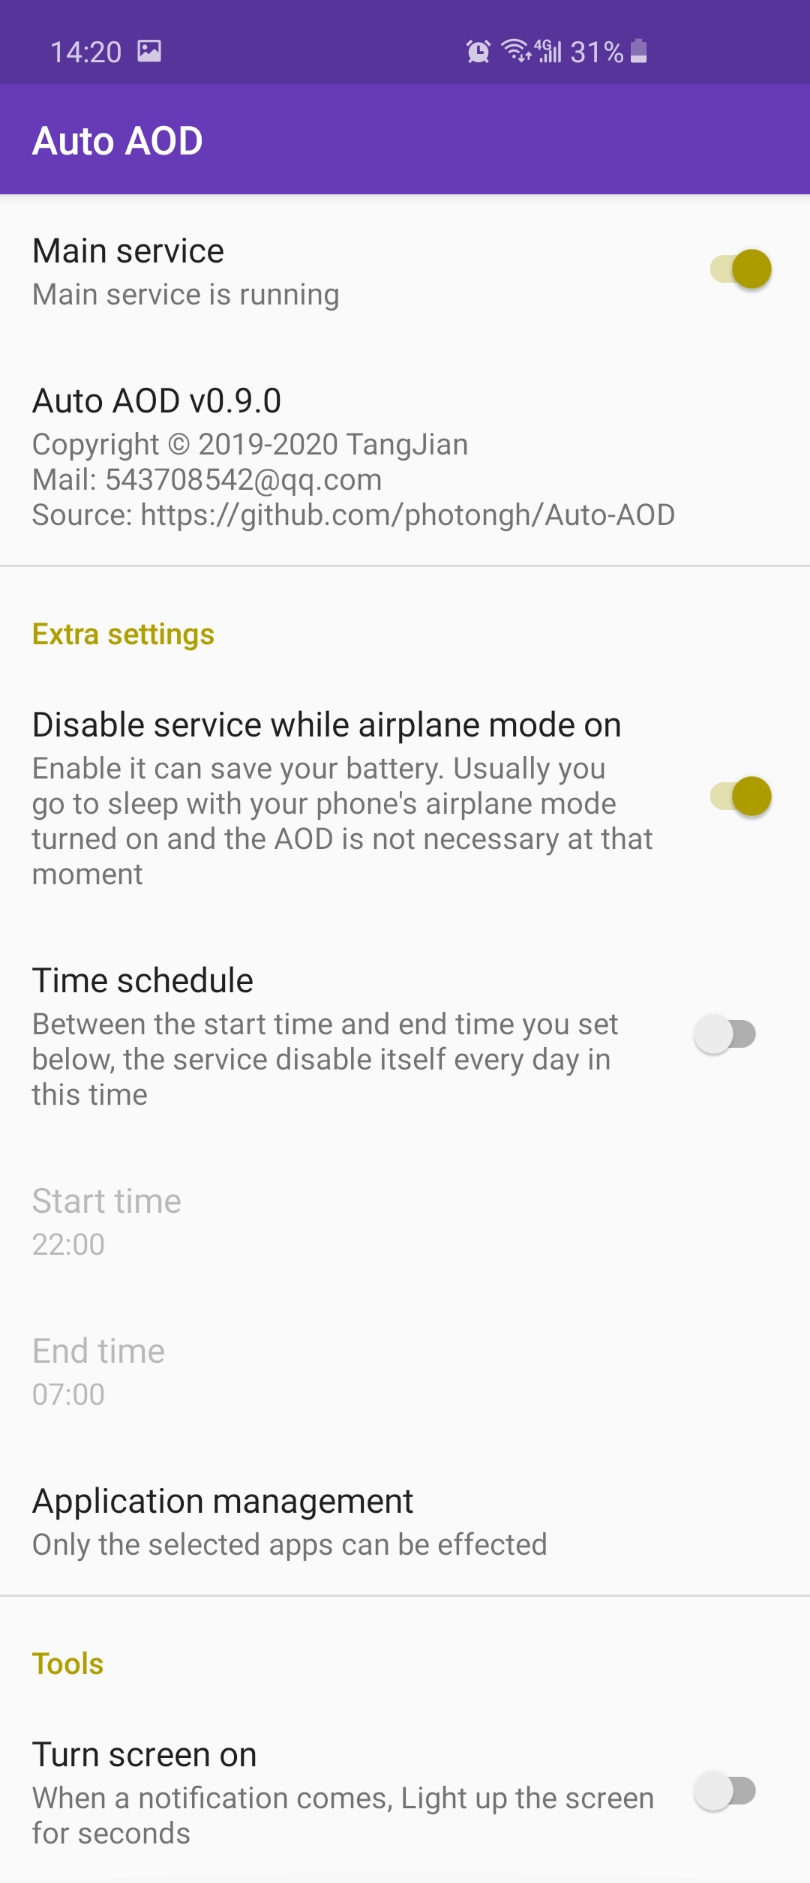 14:20 4G 31%
Auto AOD
Main service
Main service is running
Auto AOD v0.9.0
Copyright © 2019-2020 TangJian
Mail: 543708542@qq.com
Source: https://github.com/photongh/Auto-AOD
Extra settings
Disable service while airplane mode on
Enable it can save your battery. Usually you
go to sleep with your phone's airplane mode
turned on and the AOD is not necessary at that
moment
Time schedule
Between the start time and end time you set
below, the service disable itself every day in
this time
Start time
22:00
End time
07:00
Application management
Only the selected apps can be effected
Tools
Turn screen on
When a notification comes, Light up the screen
for seconds